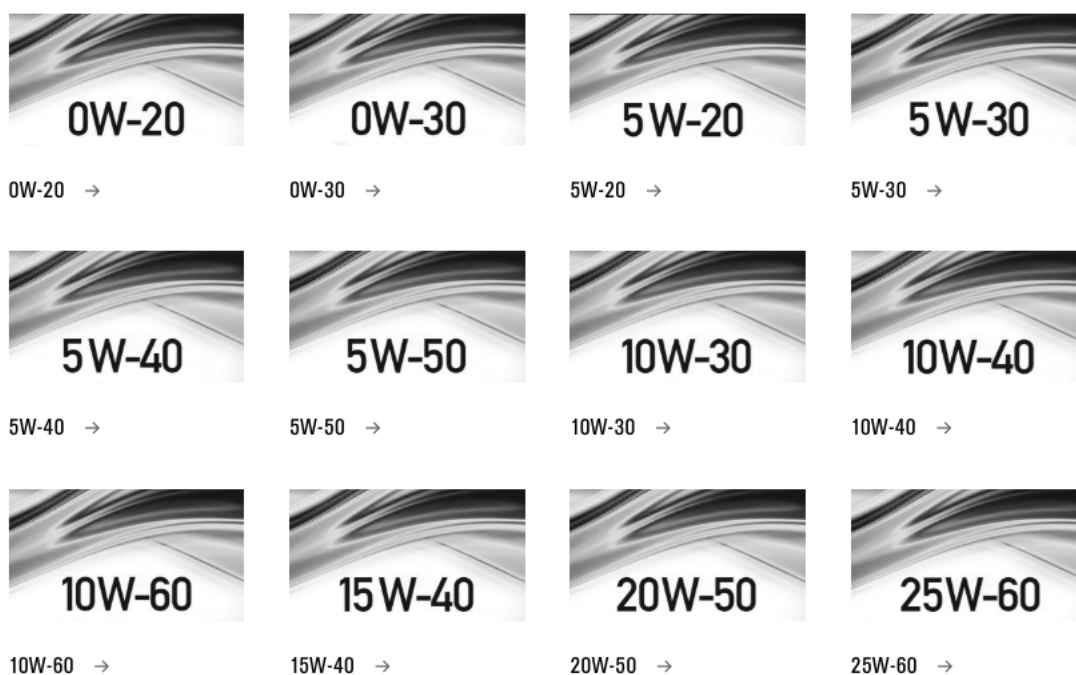 0W-20 0W-30 5W-20 5W-30
0W-20 → 0W-30 → 5W-20 → 5W-30 →
5W-40 5W-50 10W-30 10W-40
5W-40 → 5W-50 → 10W-30 → 10W-40 →
10W-60 15W-40 20W-50 25W-60
10W-60 → 15W-40 → 20W-50 → 25W-60 →